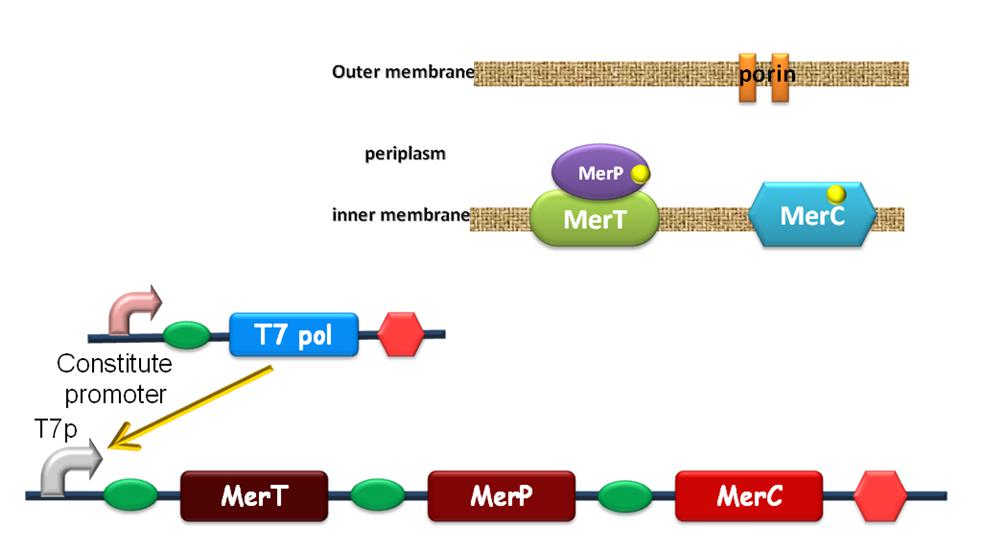 Outer membrane
porin
periplasm
MerP
inner membrane
MerT
MerC
T7 pol
Constitute
promoter
T7p
MerT
MerP
MerC